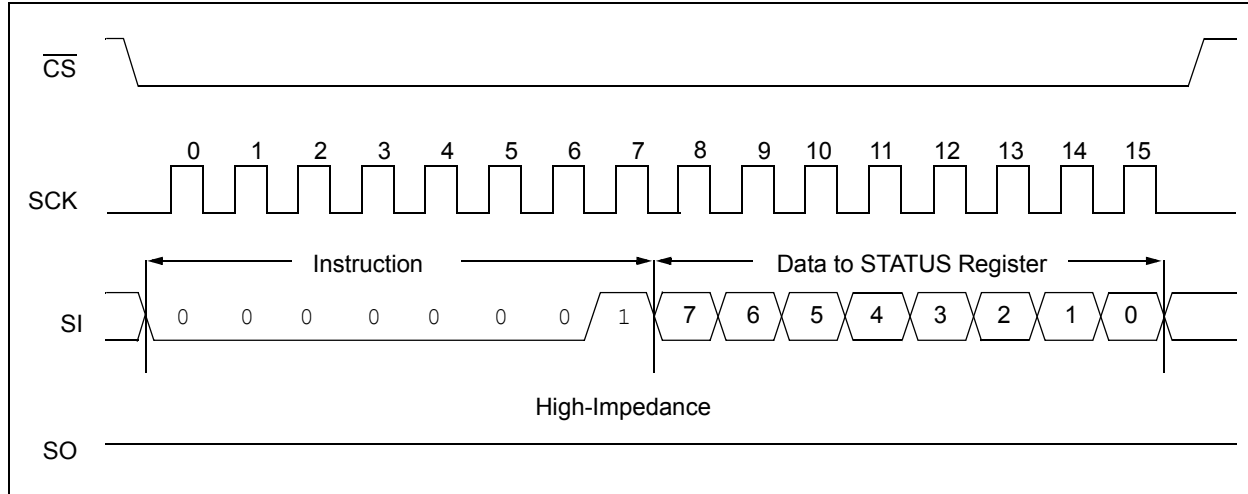 CS
0 1 2 3 4 5 6 7 8 9 10 11 12 13 14 15
SCK
Instruction Data to STATUS Register
SI 0 0 0 0 0 0 0 1 7 6 5 4 3 2 1 0
High-Impedance
SO